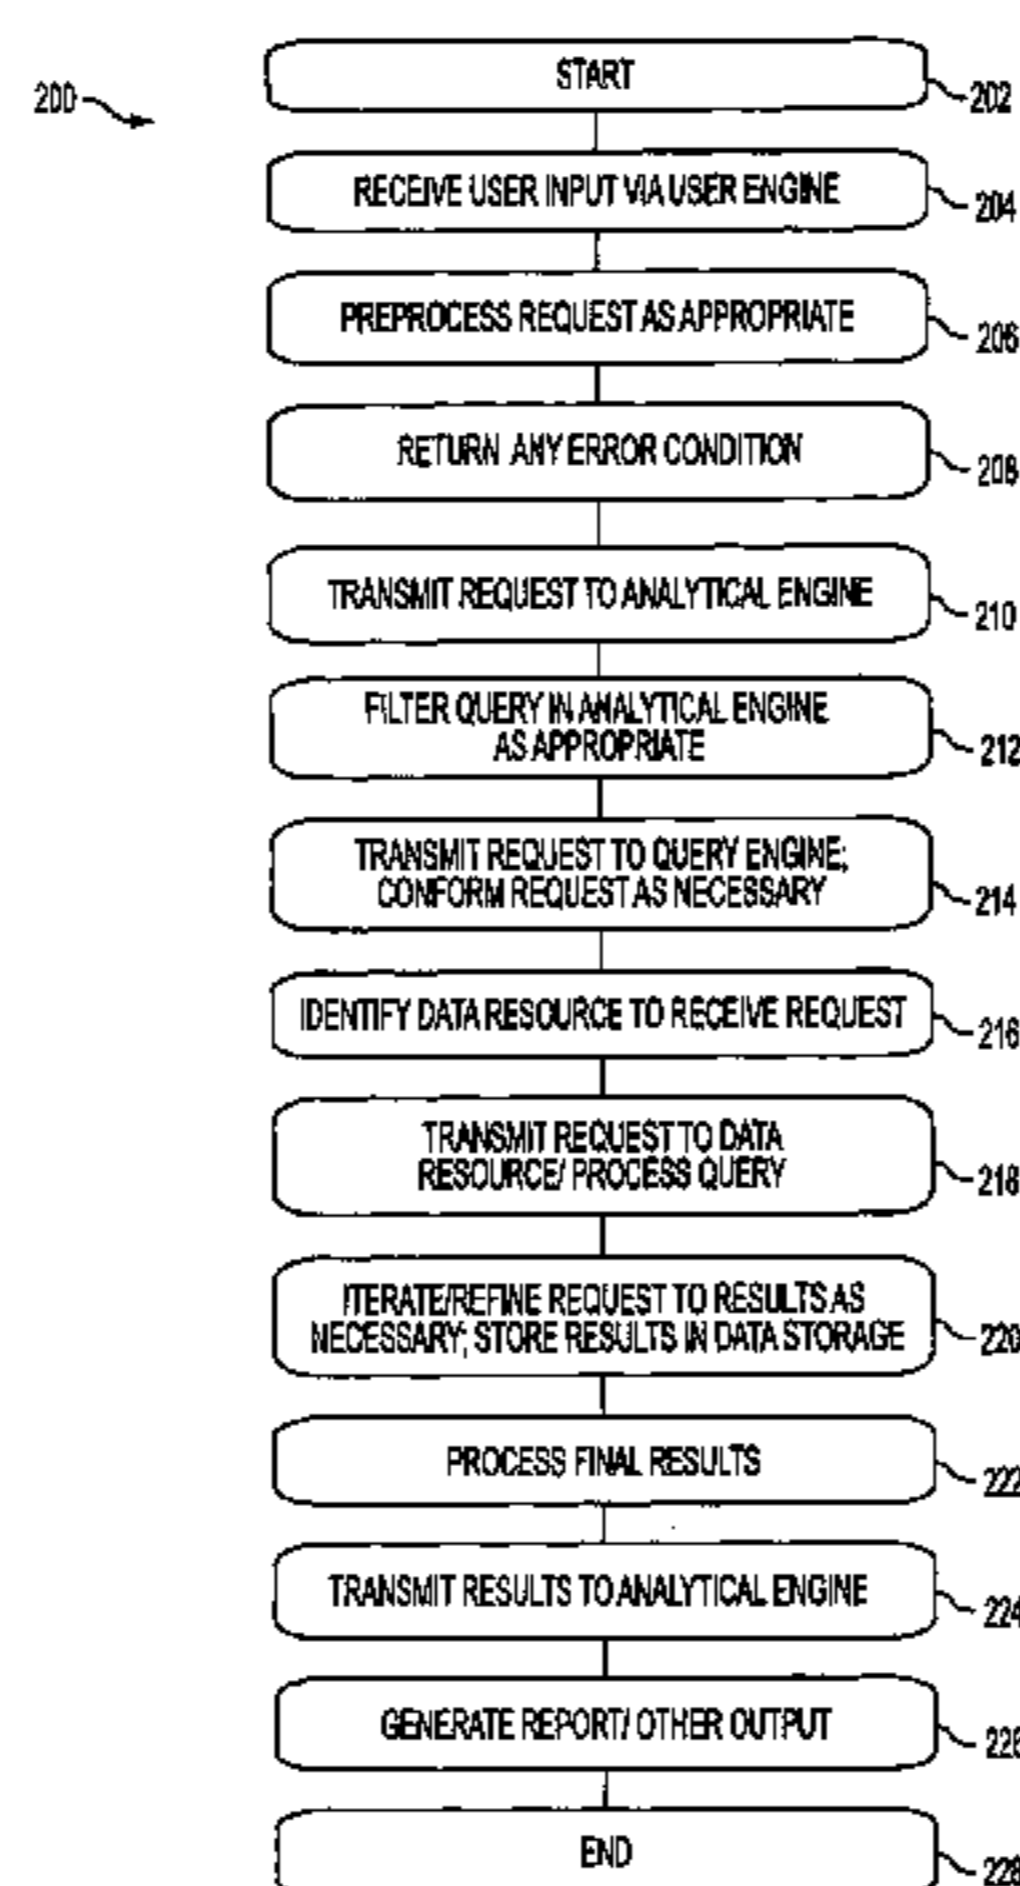 200
START
202
RECEIVE USER INPUT VIA USER ENGINE
204
PREPROCESS REQUEST AS APPROPRIATE
206
RETURN ANY ERROR CONDITION
208
TRANSMIT REQUEST TO ANALYTICAL ENGINE
210
FILTER QUERY IN ANALYTICAL ENGINE
AS APPROPRIATE
212
TRANSMIT REQUEST TO QUERY ENGINE;
CONFORM REQUEST AS NECESSARY
214
IDENTIFY DATA RESOURCE TO RECEIVE REQUEST
216
TRANSMIT REQUEST TO DATA
RESOURCE/ PROCESS QUERY
218
ITERATE/REFINE REQUEST TO RESULTS AS
NECESSARY; STORE RESULTS IN DATA STORAGE
220
PROCESS FINAL RESULTS
222
TRANSMIT RESULTS TO ANALYTICAL ENGINE
224
GENERATE REPORT/ OTHER OUTPUT
226
END
228